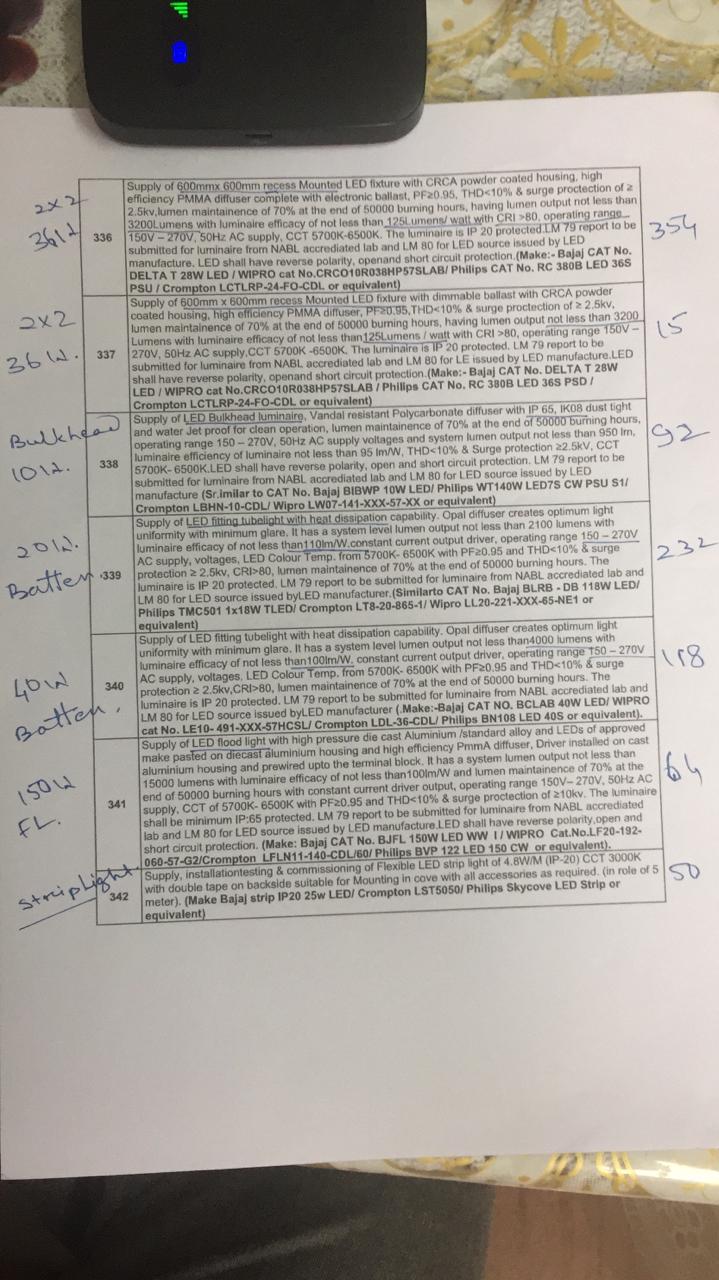 2x2
36W
336
Supply of 600mmx 600mm recess Mounted LED fixture with CRCA powder coated housing, high
efficiency PMMA diffuser complete with electronic ballast, PF≥0.95, THD<10% & surge proctection of ≥
2.5kv,lumen maintainence of 70% at the end of 50000 burning hours, having lumen output not less than
3200Lumens with luminaire efficacy of not less than 125Lumens/ watt with CRI >80, operating range
150V – 270V, 50Hz AC supply, CCT 5700K-6500K. The luminaire is IP 20 protected.LM 79 report to be
submitted for luminaire from NABL accrediated lab and LM 80 for LED source issued by LED
manufacture. LED shall have reverse polarity, openand short circuit protection.(Make:- Bajaj CAT No.
DELTA T 28W LED / WIPRO cat No.CRCO10R038HP57SLAB/ Philips CAT No. RC 380B LED 36S
PSU / Crompton LCTLRP-24-FO-CDL or equivalent)
354
2x2
36W.
337
Supply of 600mm x 600mm recess Mounted LED fixture with dimmable ballast with CRCA powder
coated housing, high efficiency PMMA diffuser, PF≥0.95,THD<10% & surge proctection of ≥ 2.5kv,
lumen maintainence of 70% at the end of 50000 burning hours, having lumen output not less than 3200
Lumens with luminaire efficacy of not less than125Lumens / watt with CRI >80, operating range 150V –
270V, 50Hz AC supply,CCT 5700K -6500K. The luminaire is IP 20 protected. LM 79 report to be
submitted for luminaire from NABL accrediated lab and LM 80 for LE issued by LED manufacture.LED
shall have reverse polarity, openand short circuit protection.(Make:- Bajaj CAT No. DELTA T 28W
LED / WIPRO cat No.CRCO10R038HP57SLAB / Philips CAT No. RC 380B LED 36S PSD /
Crompton LCTLRP-24-FO-CDL or equivalent)
15
Bulkhead
10W.
338
Supply of LED Bulkhead luminaire, Vandal resistant Polycarbonate diffuser with IP 65, IK08 dust tight
and water Jet proof for clean operation, lumen maintainence of 70% at the end of 50000 burning hours,
operating range 150 – 270V, 50Hz AC supply voltages and system lumen output not less than 950 lm,
luminaire efficiency of luminaire not less than 95 lm/W, THD<10% & Surge protection ≥2.5kV, CCT
5700K- 6500K.LED shall have reverse polarity, open and short circuit protection. LM 79 report to be
submitted for luminaire from NABL accrediated lab and LM 80 for LED source issued by LED
manufacture (Sr.imilar to CAT No. Bajaj BIBWP 10W LED/ Philips WT140W LED7S CW PSU S1/
Crompton LBHN-10-CDL/ Wipro LW07-141-XXX-57-XX or equivalent)
92
20W.
Batten
339
Supply of LED fitting tubelight with heat dissipation capability. Opal diffuser creates optimum light
uniformity with minimum glare. It has a system level lumen output not less than 2100 lumens with
luminaire efficacy of not less than110lm/W.constant current output driver, operating range 150 – 270V
AC supply, voltages, LED Colour Temp. from 5700K- 6500K with PF≥0.95 and THD<10% & surge
protection ≥ 2.5kv, CRI>80, lumen maintainence of 70% at the end of 50000 burning hours. The
luminaire is IP 20 protected. LM 79 report to be submitted for luminaire from NABL accrediated lab and
LM 80 for LED source issued byLED manufacturer.(Similarto CAT No. Bajaj BLRB - DB 118W LED/
Philips TMC501 1x18W TLED/ Crompton LT8-20-865-1/ Wipro LL20-221-XXX-65-NE1 or
equivalent)
232
40W
Batten,
340
Supply of LED fitting tubelight with heat dissipation capability. Opal diffuser creates optimum light
uniformity with minimum glare. It has a system level lumen output not less than4000 lumens with
luminaire efficacy of not less than100lm/W, constant current output driver, operating range 150 – 270V
AC supply, voltages, LED Colour Temp. from 5700K- 6500K with PF≥0.95 and THD<10% & surge
protection ≥ 2.5kv,CRI>80, lumen maintainence of 70% at the end of 50000 burning hours. The
luminaire is IP 20 protected. LM 79 report to be submitted for luminaire from NABL accrediated lab and
LM 80 for LED source issued byLED manufacturer (.Make:-Bajaj CAT NO. BCLAB 40W LED/ WIPRO
cat No. LE10- 491-XXX-57HCSL/ Crompton LDL-36-CDL/ Philips BN108 LED 40S or equivalent).
118
150W
FL.
341
Supply of LED flood light with high pressure die cast Aluminium /standard alloy and LEDs of approved
make pasted on diecast aluminium housing and high efficiency PmmA diffuser, Driver installed on cast
aluminium housing and prewired upto the terminal block. It has a system lumen output not less than
15000 lumens with luminaire efficacy of not less than100lm/W and lumen maintainence of 70% at the
end of 50000 burning hours with constant current driver output, operating range 150V– 270V, 50Hz AC
supply, CCT of 5700K- 6500K with PF≥0.95 and THD<10% & surge proctection of ≥10kv. The luminaire
shall be minimum IP:65 protected. LM 79 report to be submitted for luminaire from NABL accrediated
lab and LM 80 for LED source issued by LED manufacture.LED shall have reverse polarity,open and
short circuit protection. (Make: Bajaj CAT No. BJFL 150W LED WW I / WIPRO Cat.No.LF20-192-
060-57-G2/Crompton LFLN11-140-CDL/60/ Philips BVP 122 LED 150 CW or equivalent).
64
StripLight
342
Supply, installationtesting & commissioning of Flexible LED strip light of 4.8W/M (IP-20) CCT 3000K
with double tape on backside suitable for Mounting in cove with all accessories as required. (in role of 5
meter). (Make Bajaj strip IP20 25w LED/ Crompton LST5050/ Philips Skycove LED Strip or
equivalent)
50